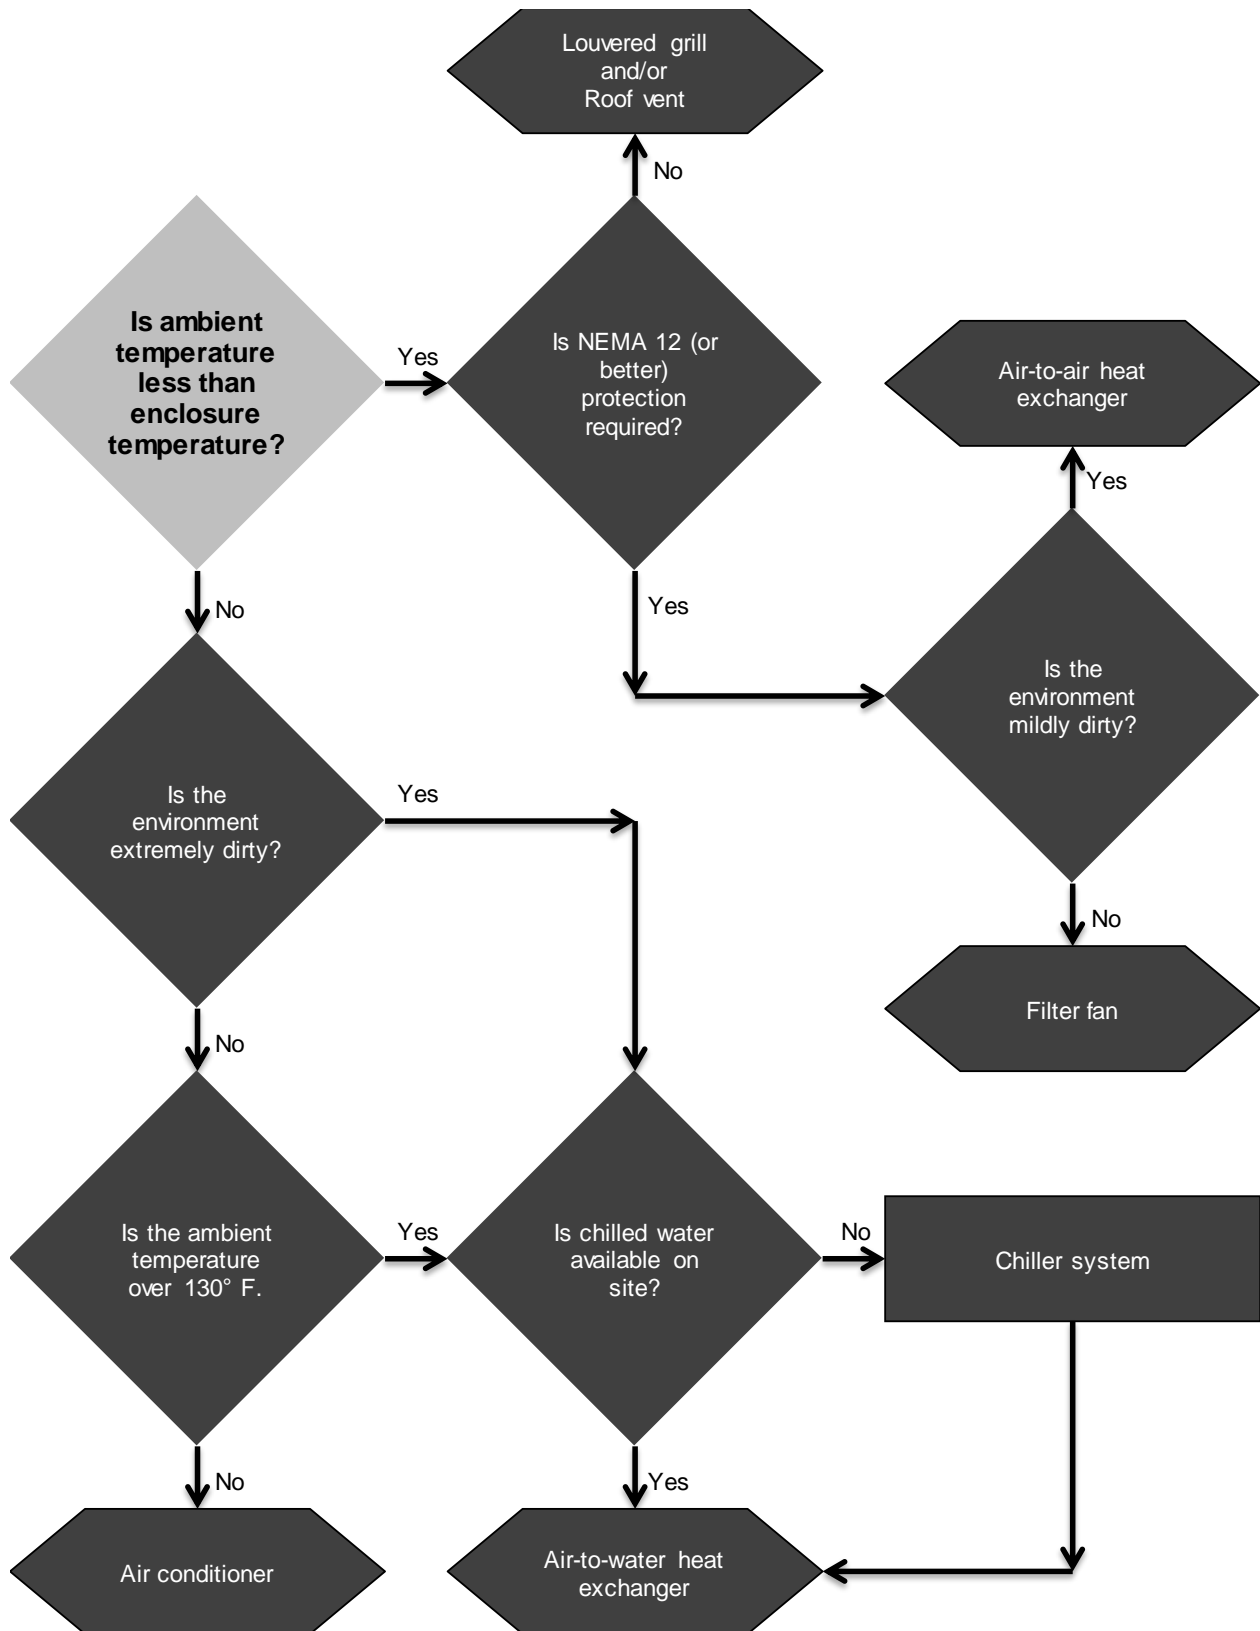 Louvered grill
and/or
Roof vent
No
Is ambient
temperature
less than
enclosure
temperature?
Yes
Is NEMA 12 (or
better)
protection
required?
Air-to-air heat
exchanger
Yes
No
Yes
Is the
environment
mildly dirty?
Is the
environment
extremely dirty?
Yes
No
Filter fan
No
Is the ambient
temperature
over 130° F.
Yes
Is chilled water
available on
site?
No
Chiller system
No
Yes
Air conditioner
Air-to-water heat
exchanger